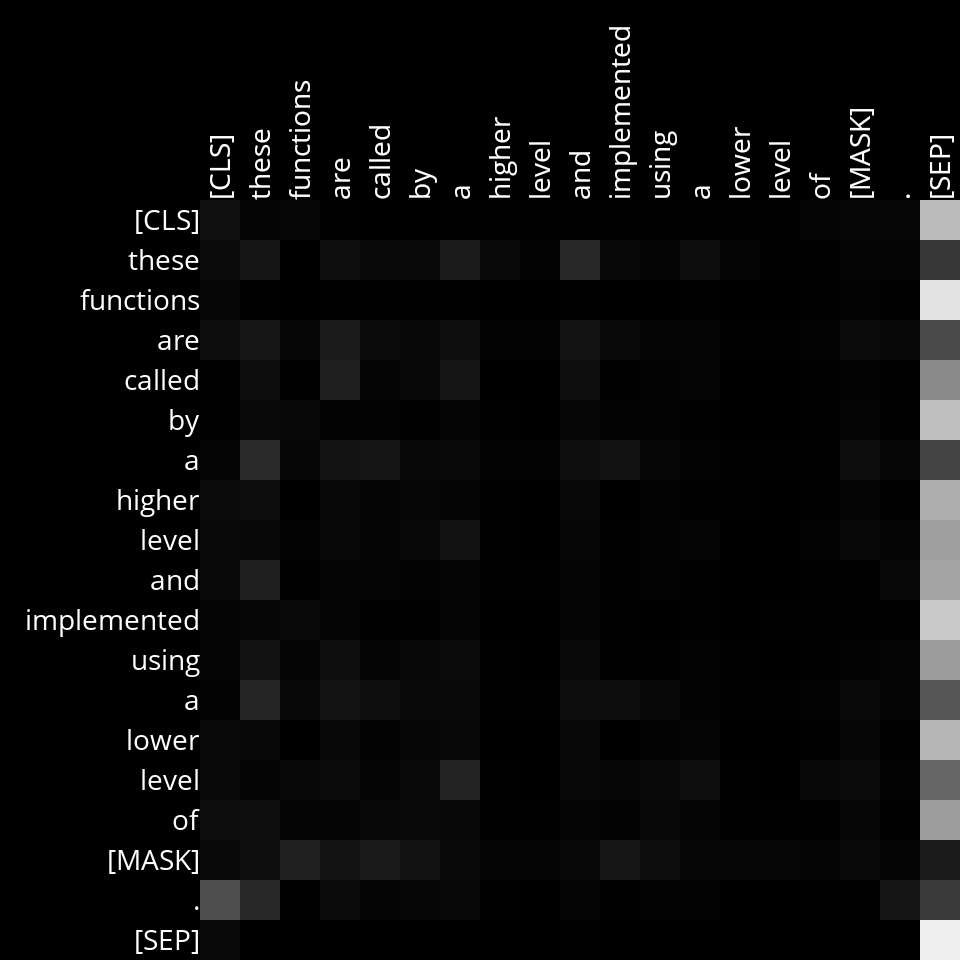 [CLS] these functions are called by a higher level and implemented using a lower level of [MASK] . [SEP]
[CLS]
these
functions
are
called
by
a
higher
level
and
implemented
using
a
lower
level
of
[MASK]
.
[SEP]